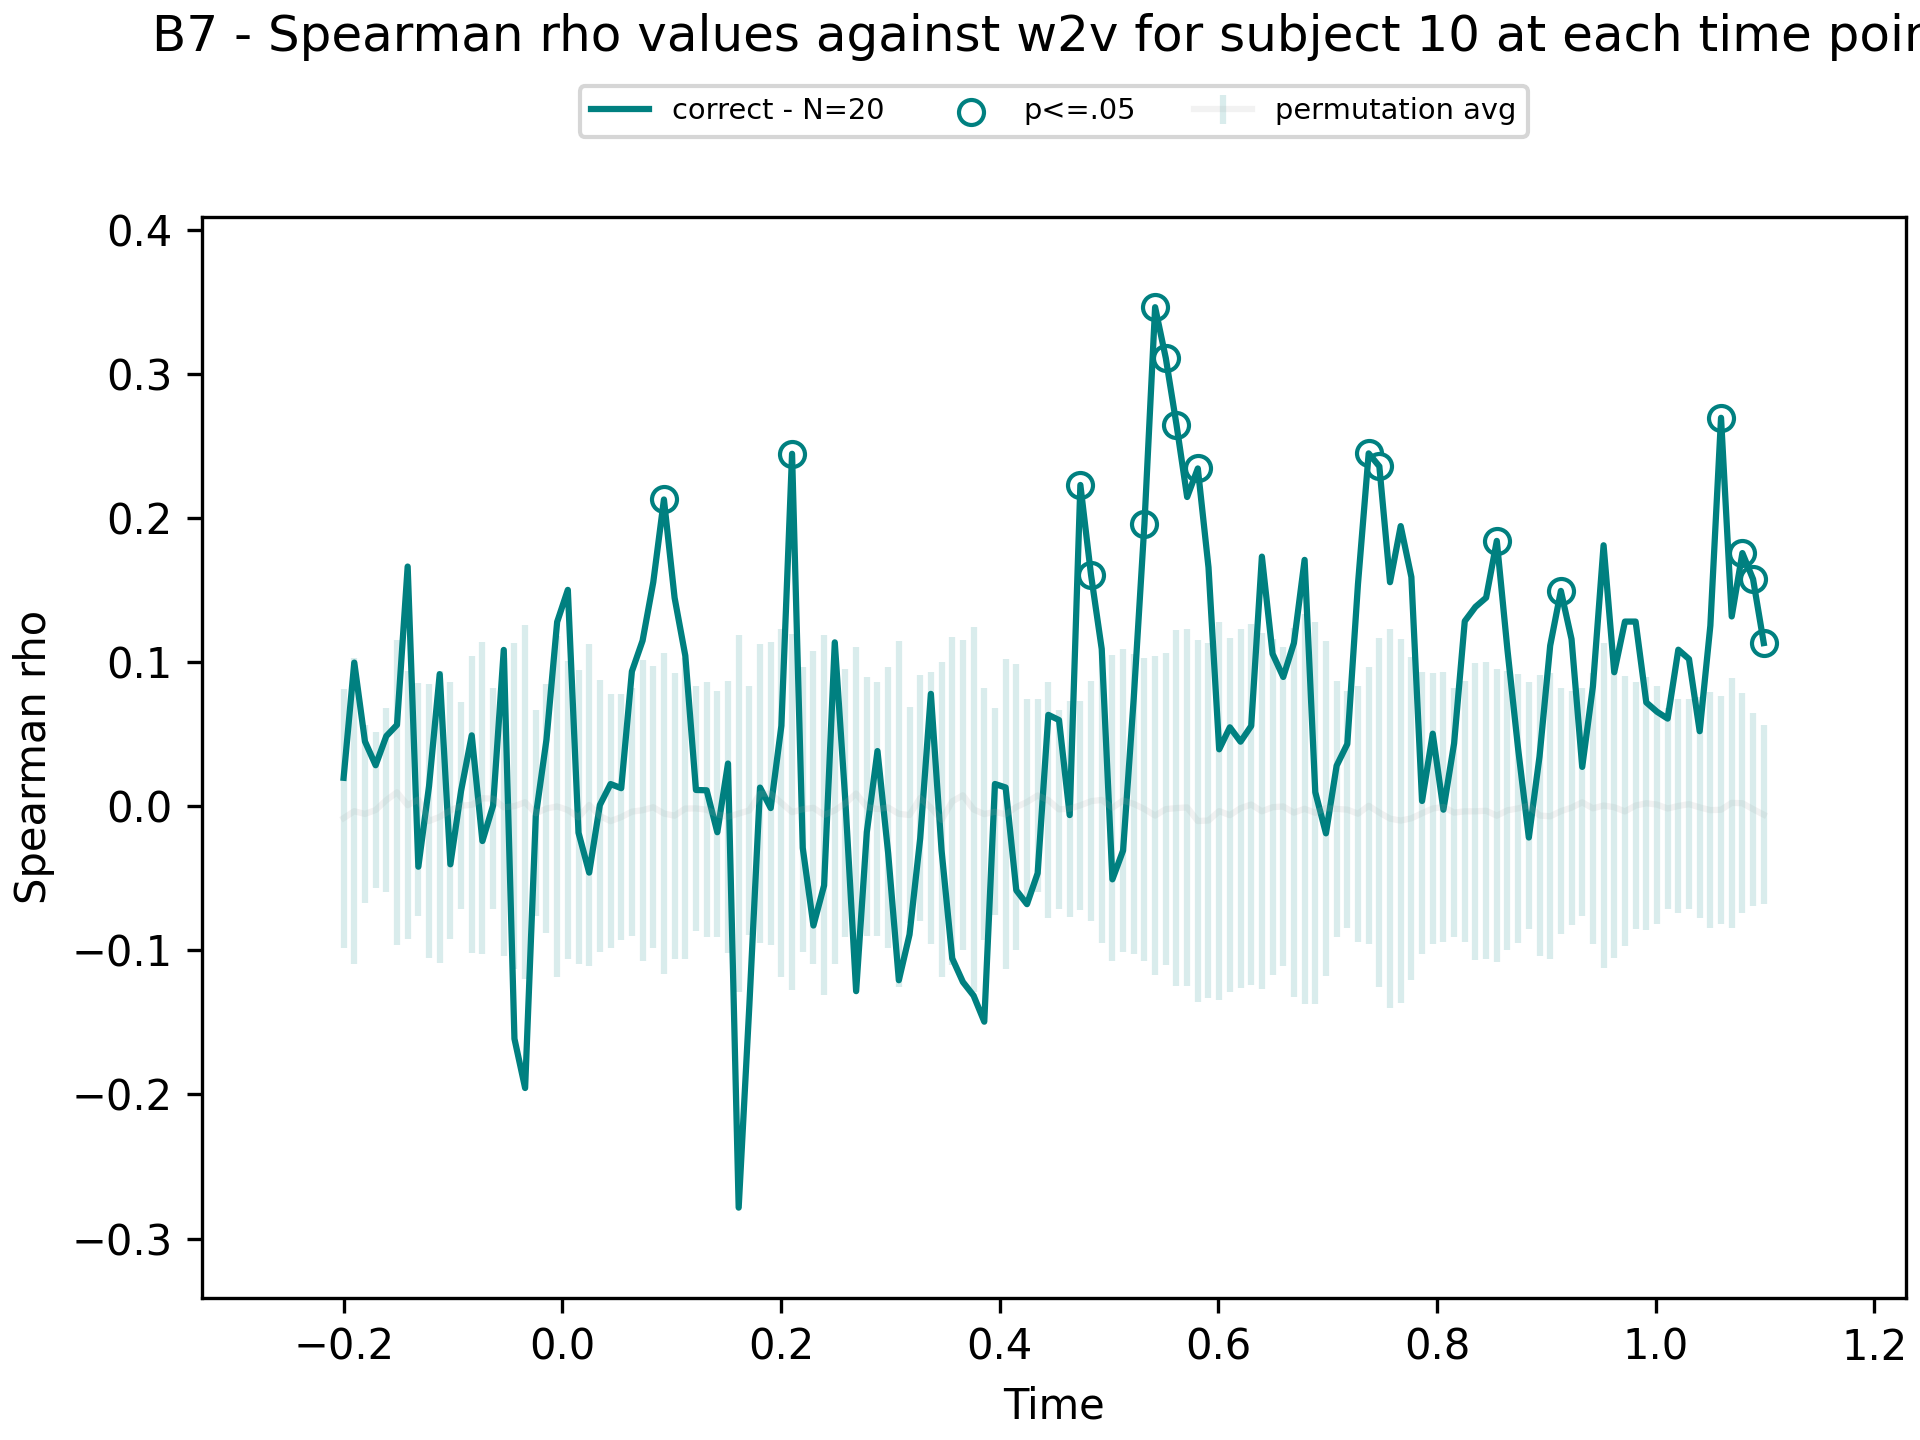 B7 - Spearman rho values against w2v for subject 10 at each time poin
correct - N=20 p<=.05 permutation avg
0.4
0.3
0.2
0.1
0.0
−0.1
−0.2
−0.3
Spearman rho
−0.2 0.0 0.2 0.4 0.6 0.8 1.0 1.2
Time